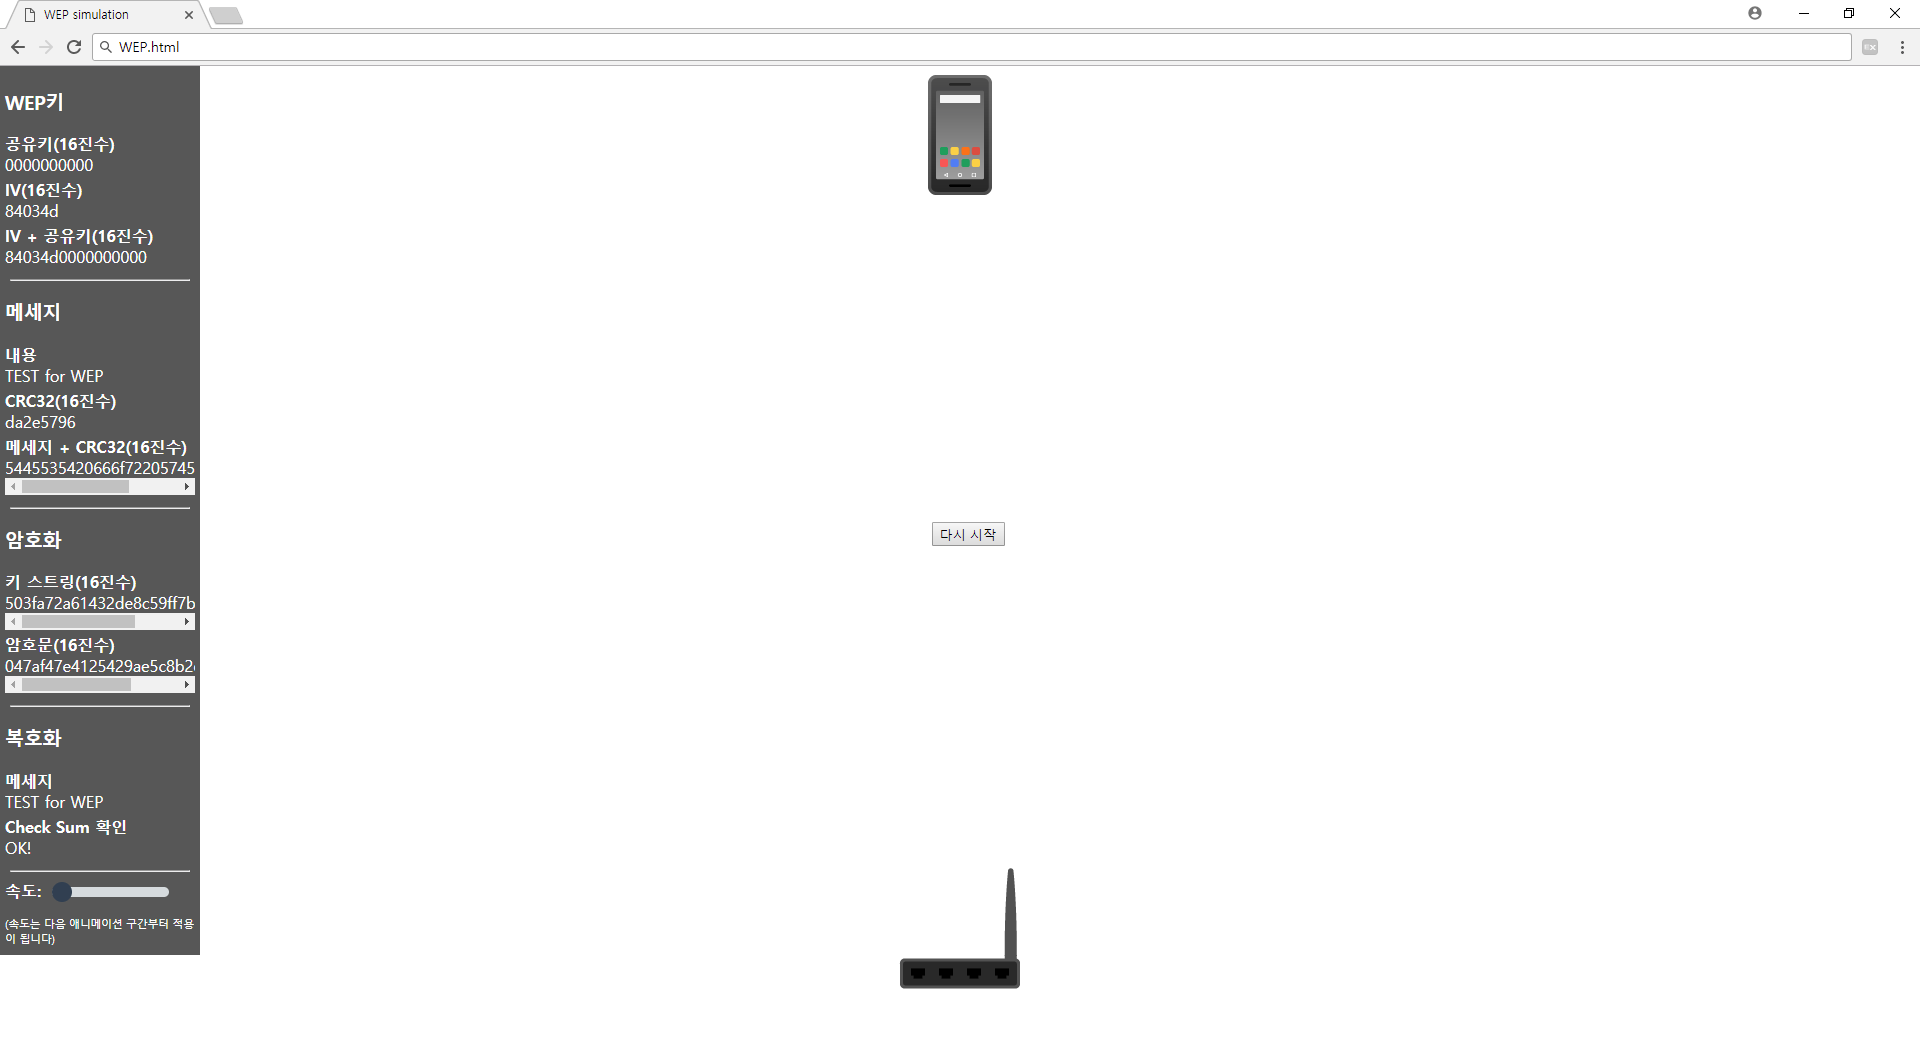 WEP simulation
WEP.html
WEP키
공유키(16진수)
0000000000
IV(16진수)
84034d
IV + 공유키(16진수)
84034d0000000000
메세지
내용
TEST for WEP
CRC32(16진수)
da2e5796
메세지 + CRC32(16진수)
5445535420666f72205745
암호화
키 스트링(16진수)
503fa72a61432de8c59ff7b
암호문(16진수)
047af47e4125429ae5c8b2
복호화
메세지
TEST for WEP
Check Sum 확인
OK!
속도:
(속도는 다음 애니메이션 구간부터 적용
이 됩니다)
다시 시작